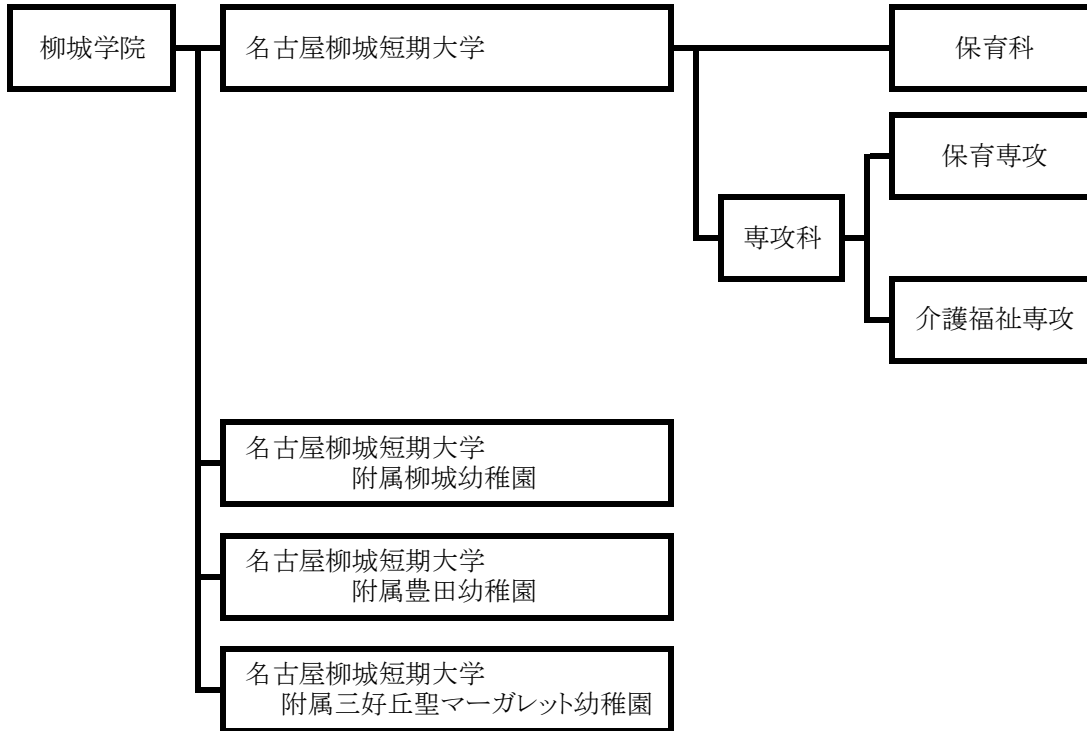 柳城学院
名古屋柳城短期大学
保育科
保育専攻
専攻科
介護福祉専攻
名古屋柳城短期大学
附属柳城幼稚園
名古屋柳城短期大学
附属豊田幼稚園
名古屋柳城短期大学
附属三好丘聖マーガレット幼稚園